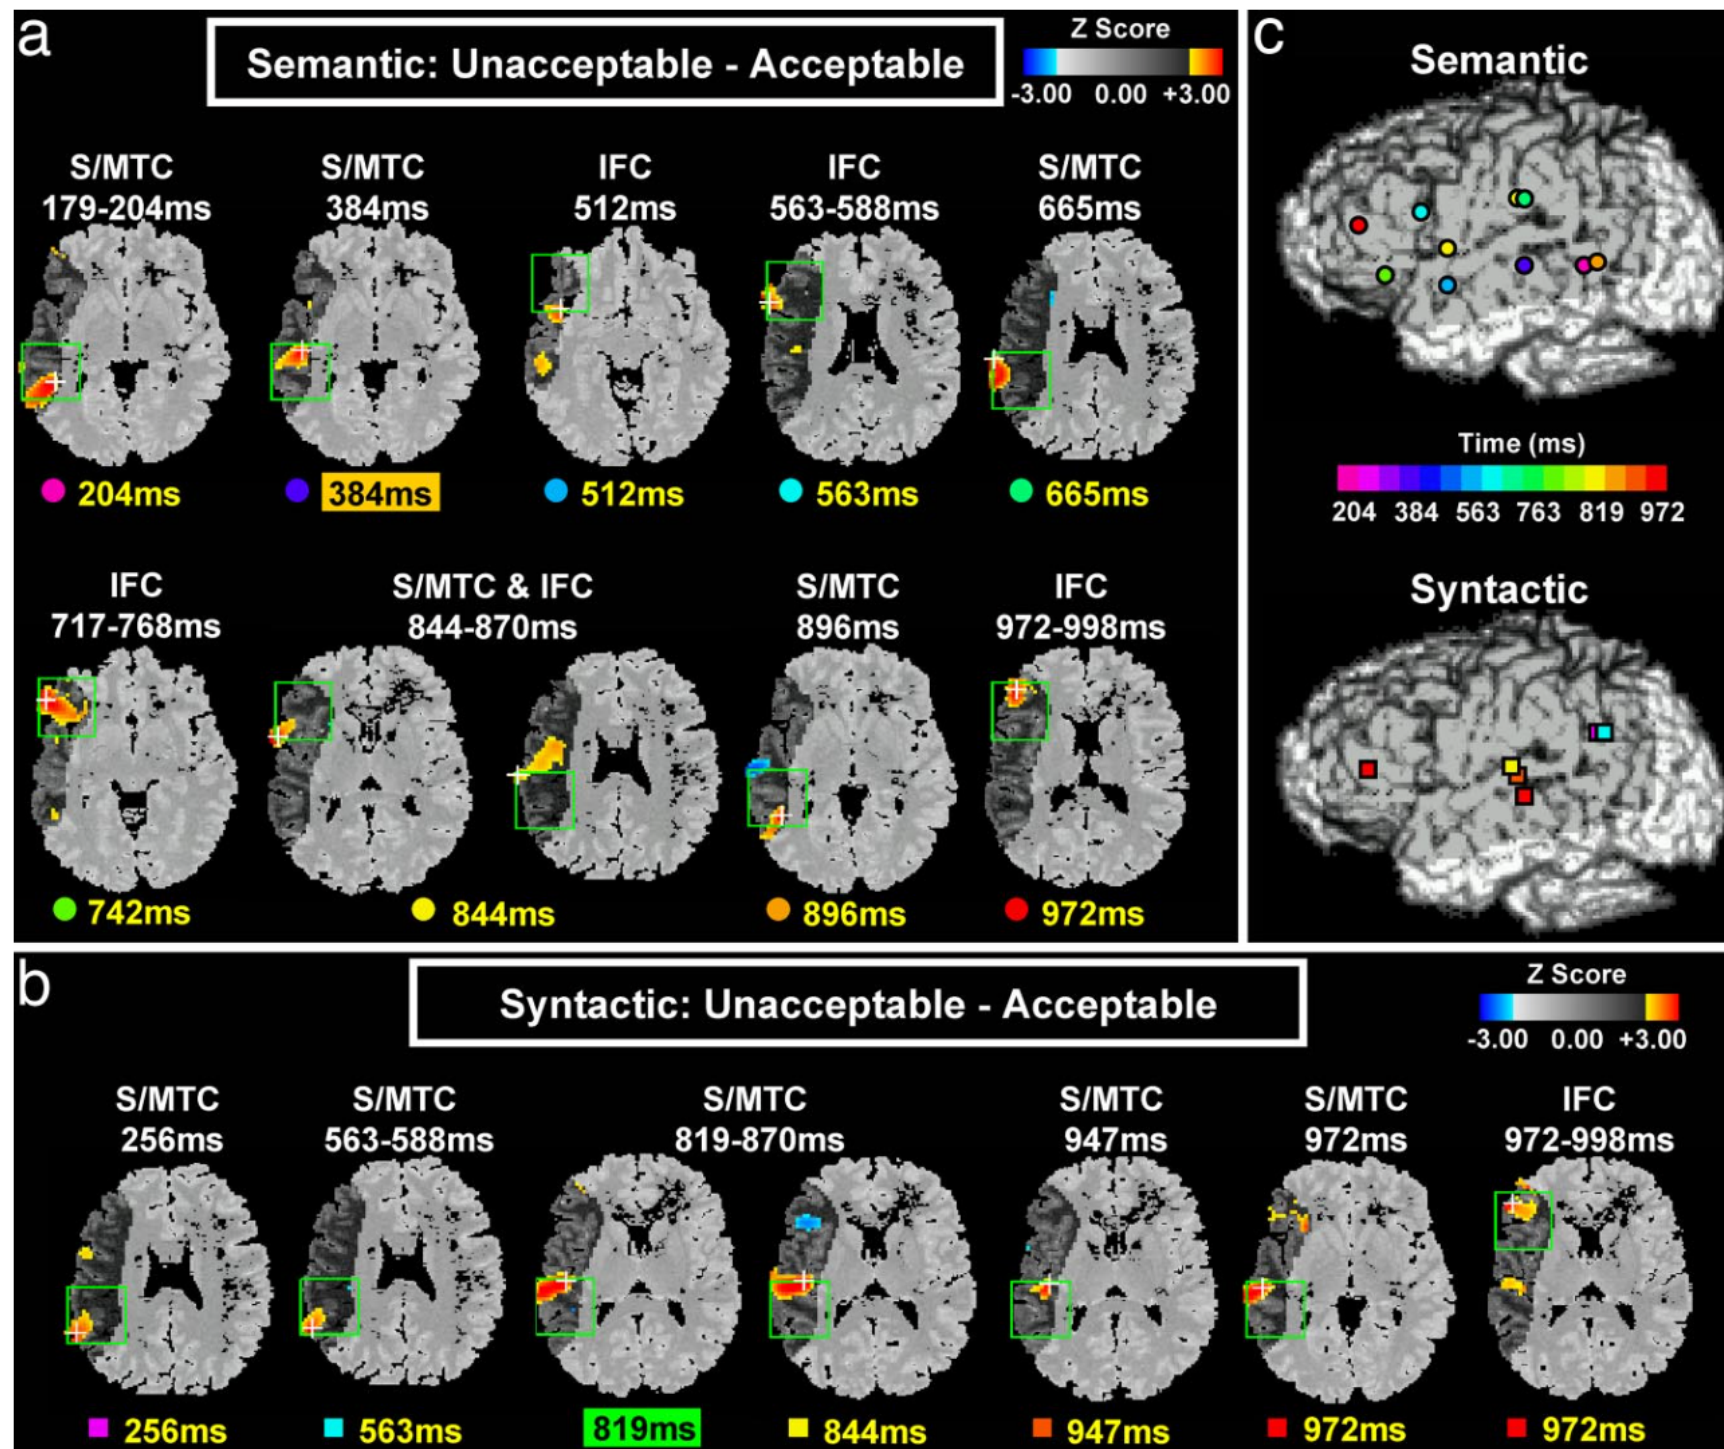 a
Semantic: Unacceptable - Acceptable
Z Score
-3.00 0.00 +3.00
S/MTC
179-204ms
S/MTC
384ms
IFC
512ms
IFC
563-588ms
S/MTC
665ms
204ms
384ms
512ms
563ms
665ms
IFC
717-768ms
S/MTC & IFC
844-870ms
S/MTC
896ms
IFC
972-998ms
742ms
844ms
896ms
972ms
c
Semantic
Time (ms)
204 384 563 763 819 972
Syntactic
b
Syntactic: Unacceptable - Acceptable
Z Score
-3.00 0.00 +3.00
S/MTC
256ms
S/MTC
563-588ms
S/MTC
819-870ms
S/MTC
947ms
S/MTC
972ms
IFC
972-998ms
256ms
563ms
819ms
844ms
947ms
972ms
972ms